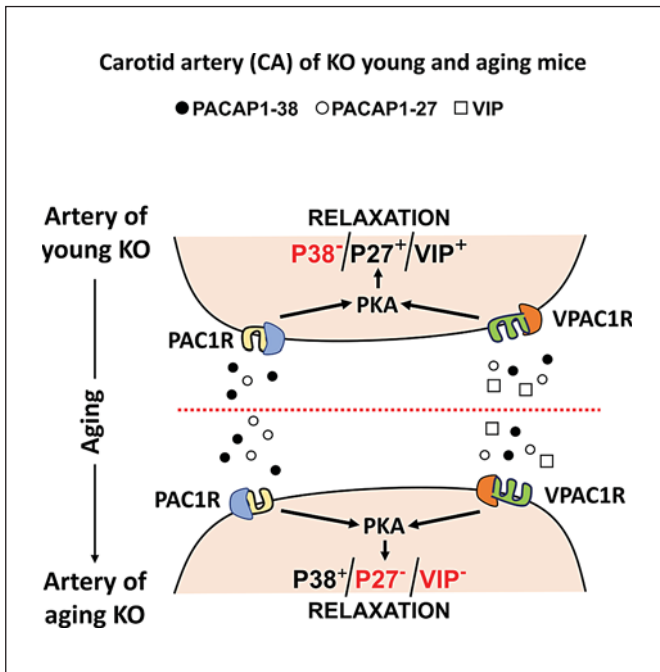 Carotid artery (CA) of KO young and aging mice
● PACAP1-38 ○ PACAP1-27 □ VIP
Artery of
young KO
RELAXATION
P38⁻/P27⁺/VIP⁺
PKA
PAC1R
VPAC1R
Aging
PAC1R
VPAC1R
PKA
P38⁺/P27⁻/VIP⁻
RELAXATION
Artery of
aging KO